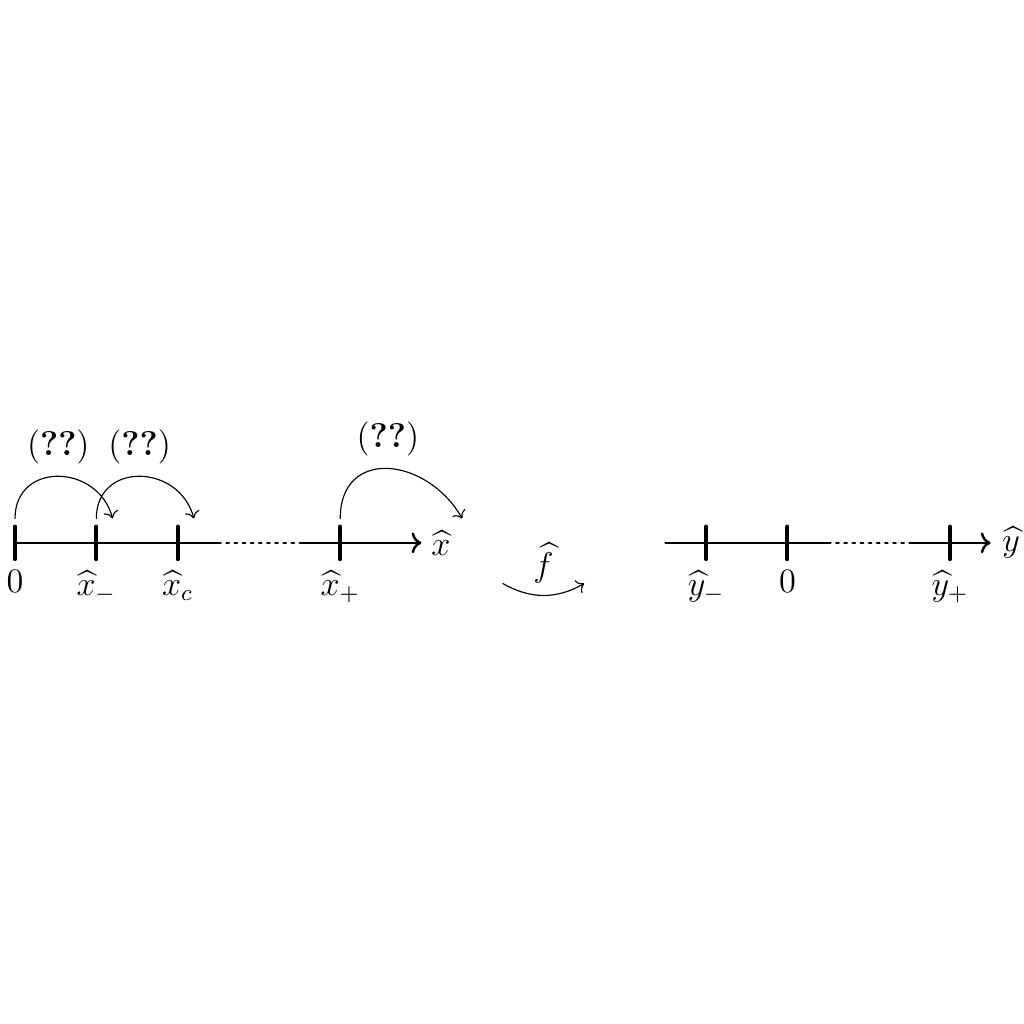 (??) (??) (??)
x̂ f̂ ŷ
0 x̂₋ x̂_c x̂₊ ŷ₋ 0 ŷ₊